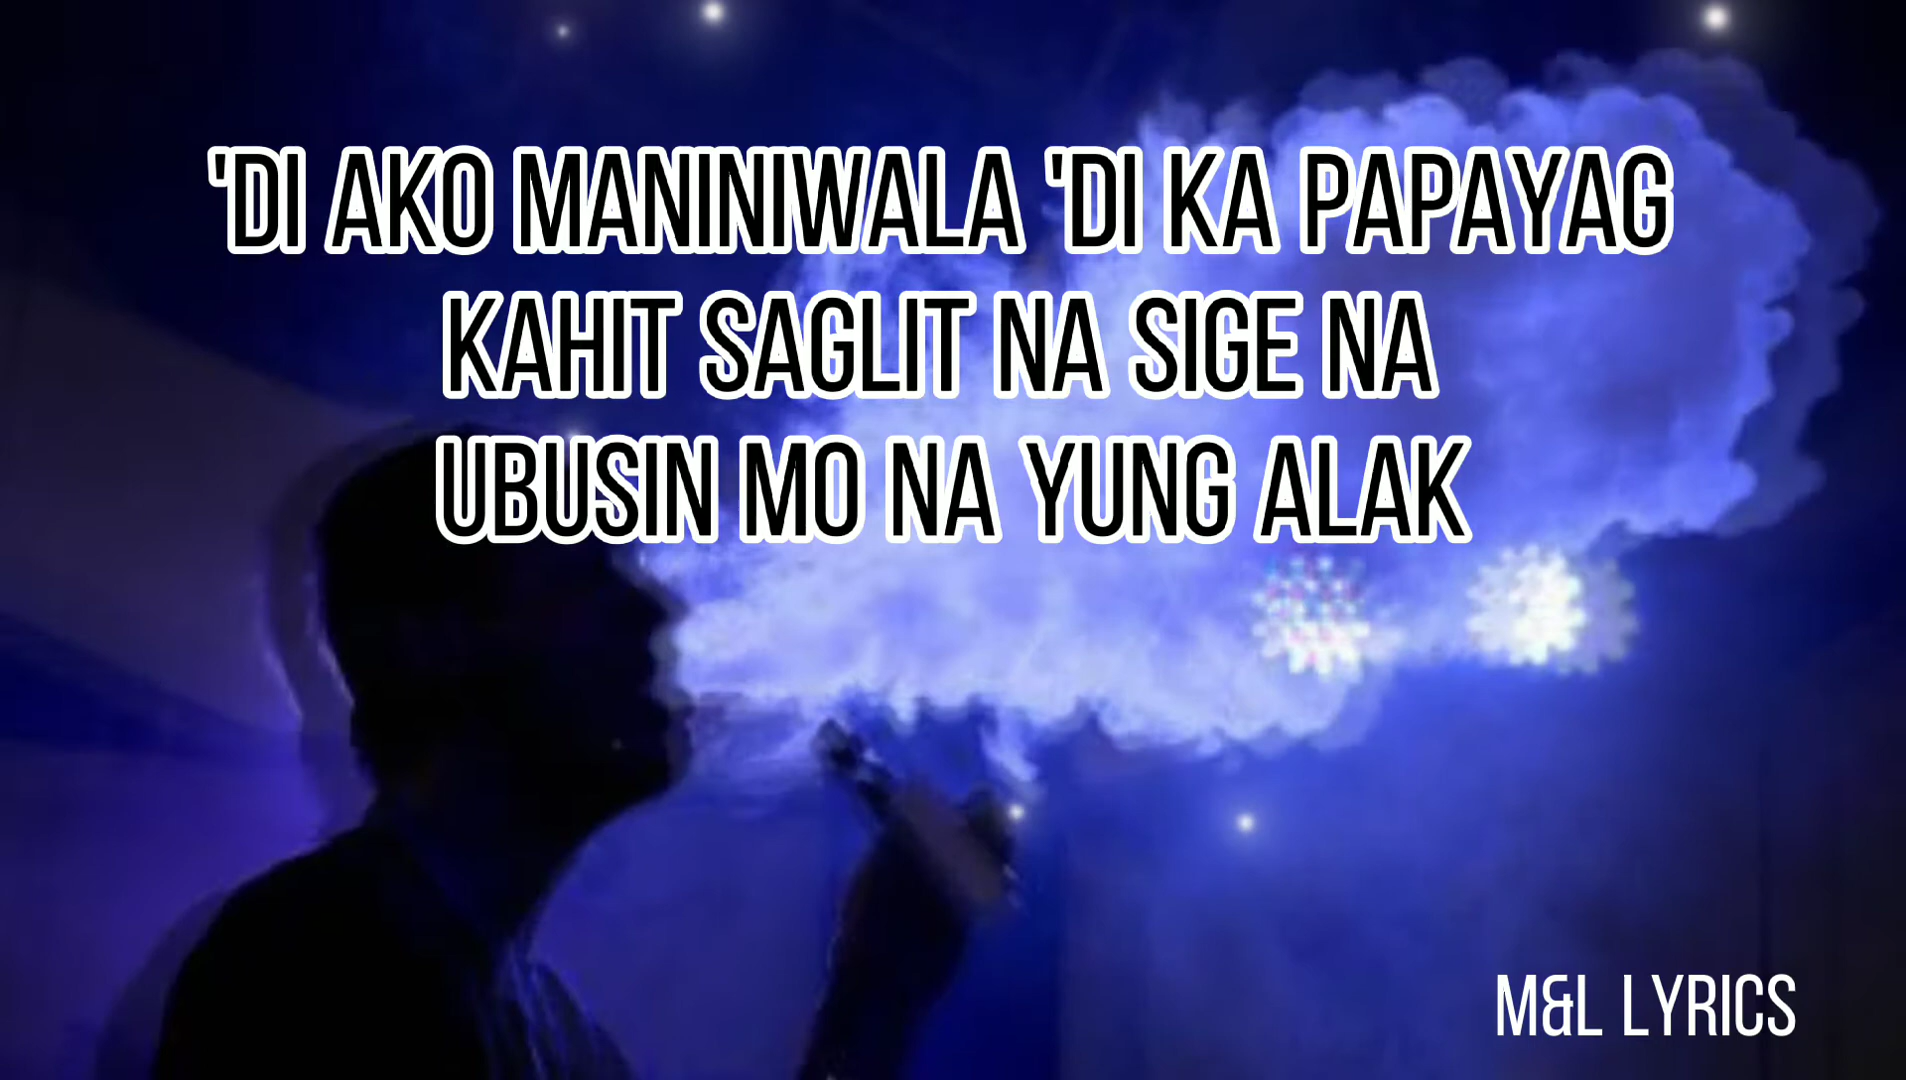 'DI AKO MANINIWALA 'DI KA PAPAYAG
KAHIT SAGLIT NA SIGE NA
UBUSIN MO NA YUNG ALAK
M&L LYRICS